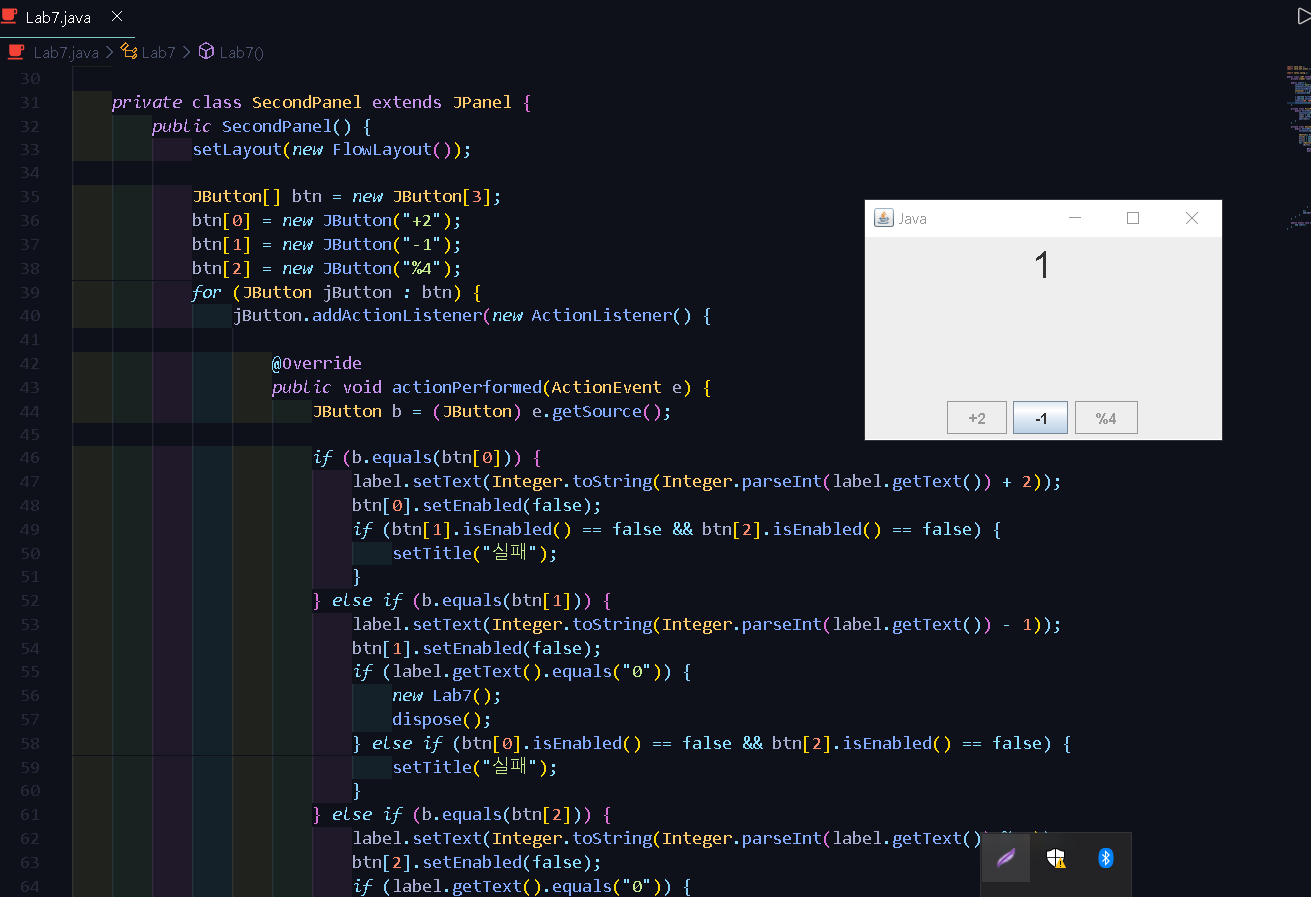 Lab7.java
Lab7.java Lab7 Lab7()
30
31 private class SecondPanel extends JPanel {
32 public SecondPanel() {
33 setLayout(new FlowLayout());
34
35 JButton[] btn = new JButton[3];
36 btn[0] = new JButton("+2");
37 btn[1] = new JButton("-1");
38 btn[2] = new JButton("%4");
39 for (JButton jButton : btn) {
40 jButton.addActionListener(new ActionListener() {
41
42 @Override
43 public void actionPerformed(ActionEvent e) {
44 JButton b = (JButton) e.getSource();
45
46 if (b.equals(btn[0])) {
47 label.setText(Integer.toString(Integer.parseInt(label.getText()) + 2));
48 btn[0].setEnabled(false);
49 if (btn[1].isEnabled() == false && btn[2].isEnabled() == false) {
50 setTitle("실패");
51 }
52 } else if (b.equals(btn[1])) {
53 label.setText(Integer.toString(Integer.parseInt(label.getText()) - 1));
54 btn[1].setEnabled(false);
55 if (label.getText().equals("0")) {
56 new Lab7();
57 dispose();
58 } else if (btn[0].isEnabled() == false && btn[2].isEnabled() == false) {
59 setTitle("실패");
60 }
61 } else if (b.equals(btn[2])) {
62 label.setText(Integer.toString(Integer.parseInt(label.getText()
63 btn[2].setEnabled(false);
64 if (label.getText().equals("0")) {
Java
1
+2 -1 %4